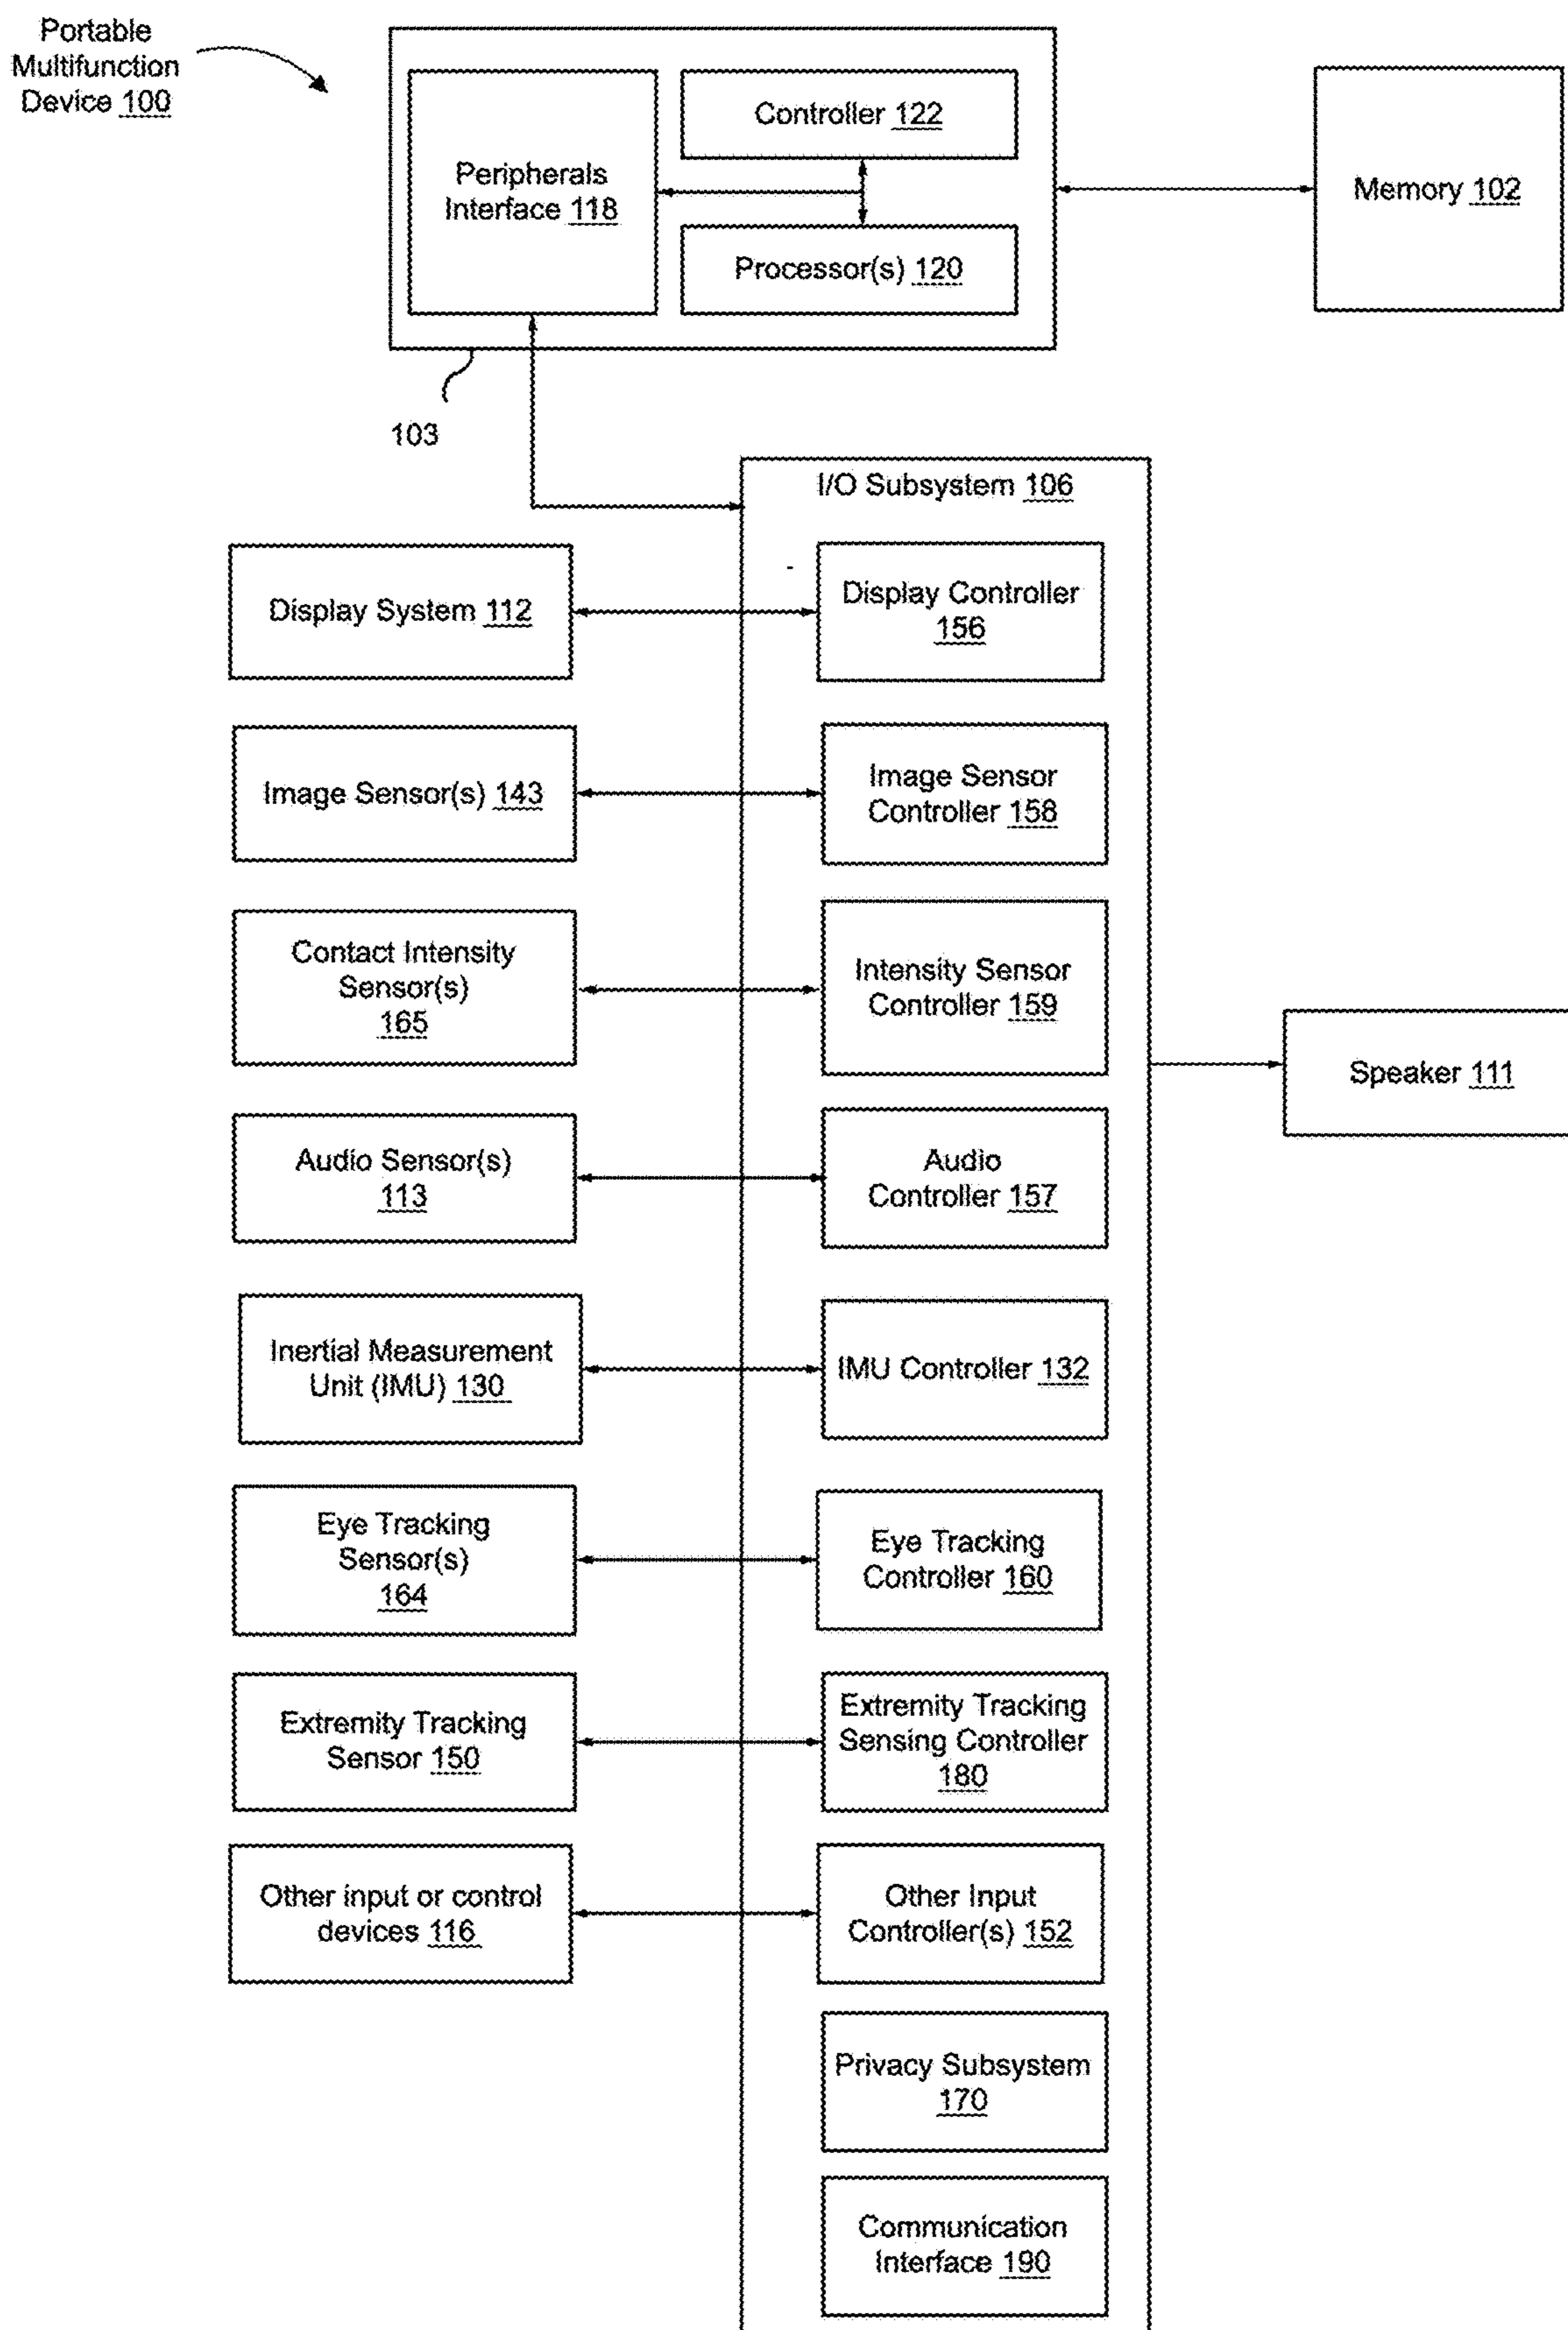 Portable
Multifunction
Device 100
Controller 122
Peripherals
Interface 118
Processor(s) 120
Memory 102
103
I/O Subsystem 106
Display System 112
Display Controller
156
Image Sensor(s) 143
Image Sensor
Controller 158
Contact Intensity
Sensor(s)
165
Intensity Sensor
Controller 159
Speaker 111
Audio Sensor(s)
113
Audio
Controller 157
Inertial Measurement
Unit (IMU) 130
IMU Controller 132
Eye Tracking
Sensor(s)
164
Eye Tracking
Controller 160
Extremity Tracking
Sensor 150
Extremity Tracking
Sensing Controller
180
Other input or control
devices 116
Other Input
Controller(s) 152
Privacy Subsystem
170
Communication
Interface 190